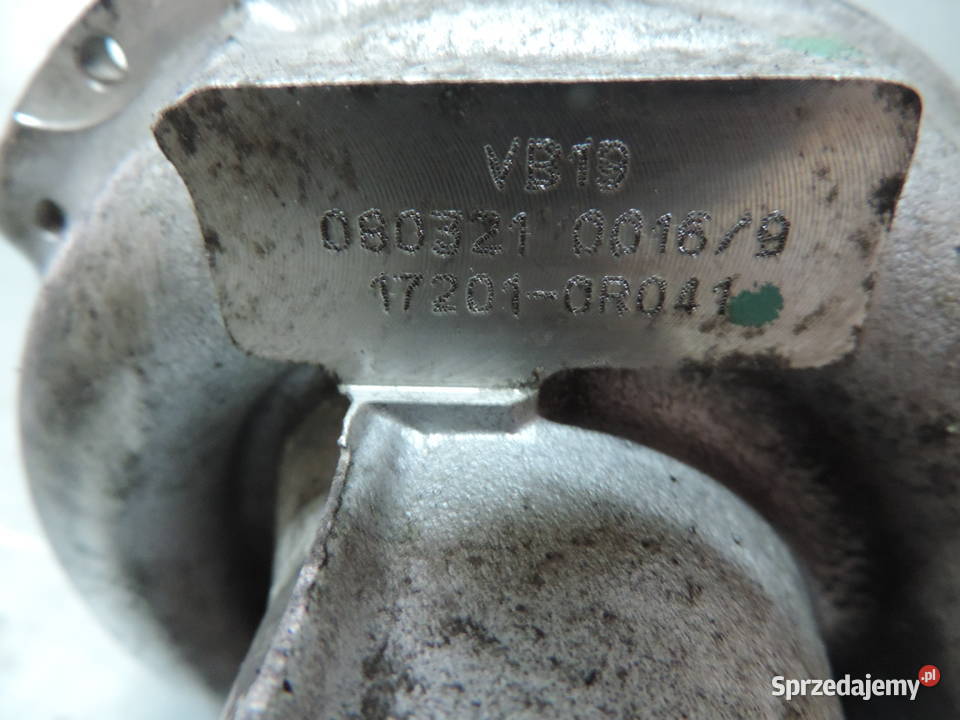 VB19
080321 0016/9
17201-0R041
Sprzedajemy.pl